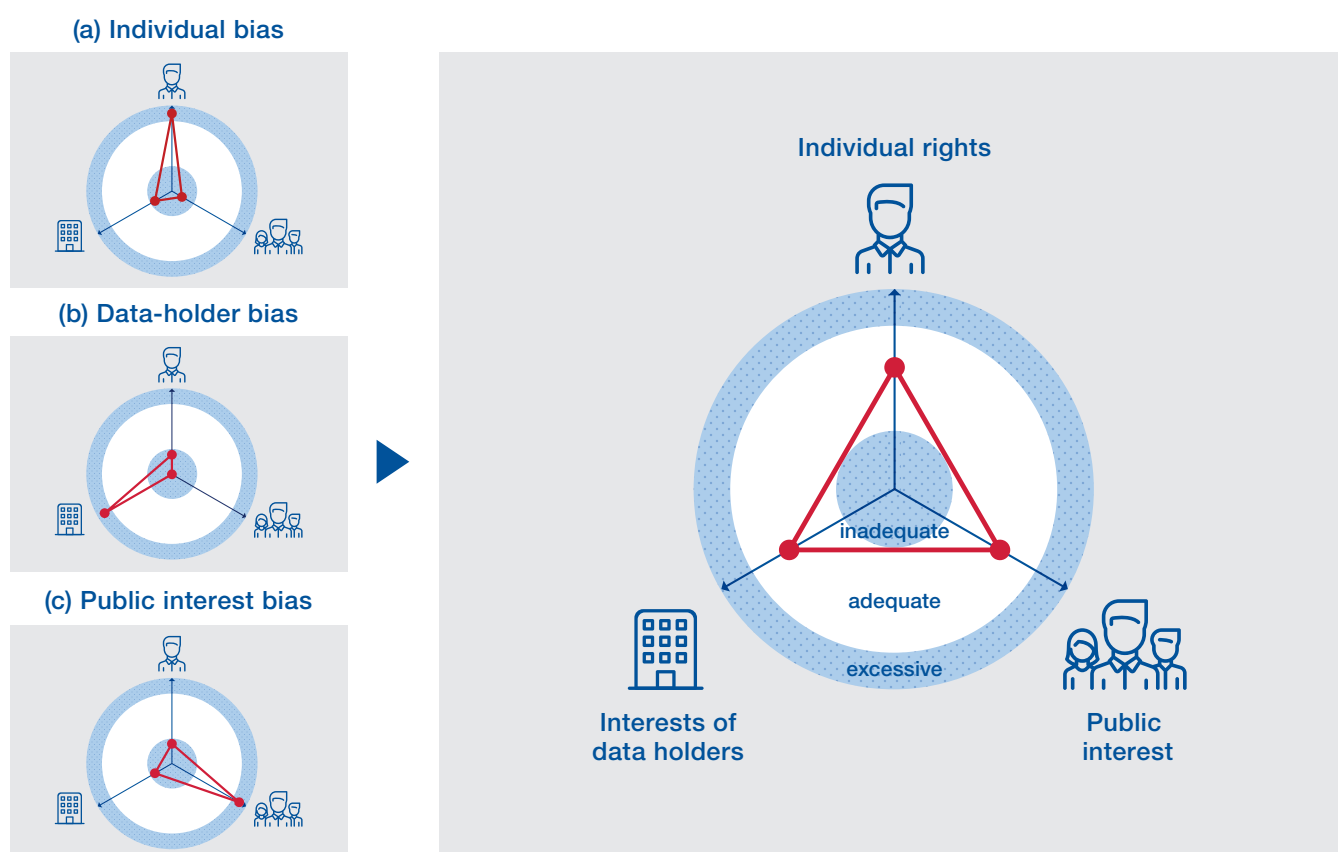 (a) Individual bias
(b) Data-holder bias
(c) Public interest bias
Individual rights
inadequate
adequate
excessive
Interests of
data holders
Public
interest